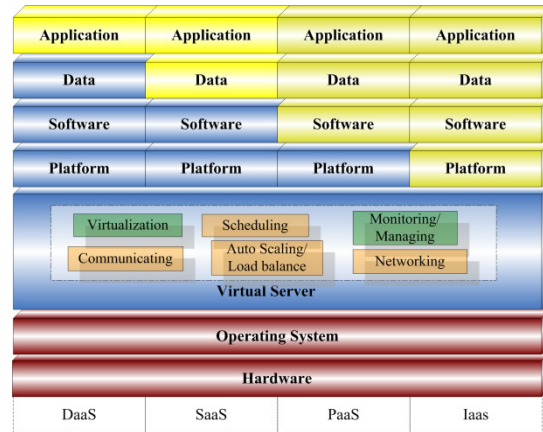 Application Application Application Application
Data Data Data Data
Software Software Software Software
Platform Platform Platform Platform
Virtualization Scheduling Monitoring/
Managing
Communicating Auto Scaling/
Load balance Networking
Virtual Server
Operating System
Hardware
DaaS SaaS PaaS Iaas